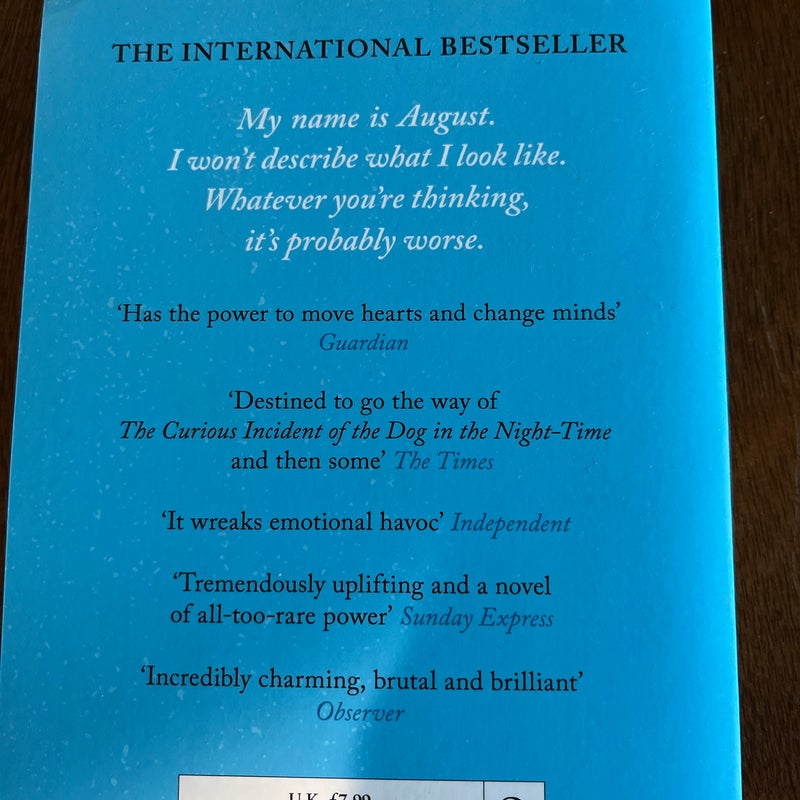 THE INTERNATIONAL BESTSELLER
My name is August.
I won't describe what I look like.
Whatever you're thinking,
it's probably worse.
‘Has the power to move hearts and change minds’
Guardian
‘Destined to go the way of
The Curious Incident of the Dog in the Night-Time
and then some’ The Times
‘It wreaks emotional havoc’ Independent
‘Tremendously uplifting and a novel
of all-too-rare power’ Sunday Express
‘Incredibly charming, brutal and brilliant’
Observer
U.K. £7.99